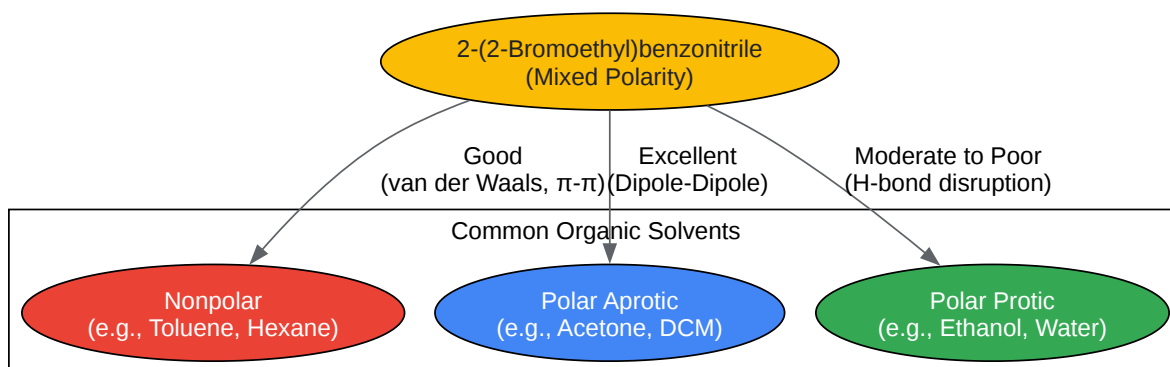 2-(2-Bromoethyl)benzonitrile
(Mixed Polarity)
Good
(van der Waals, π-π)
Excellent
(Dipole-Dipole)
Moderate to Poor
(H-bond disruption)
Common Organic Solvents
Nonpolar
(e.g., Toluene, Hexane)
Polar Aprotic
(e.g., Acetone, DCM)
Polar Protic
(e.g., Ethanol, Water)